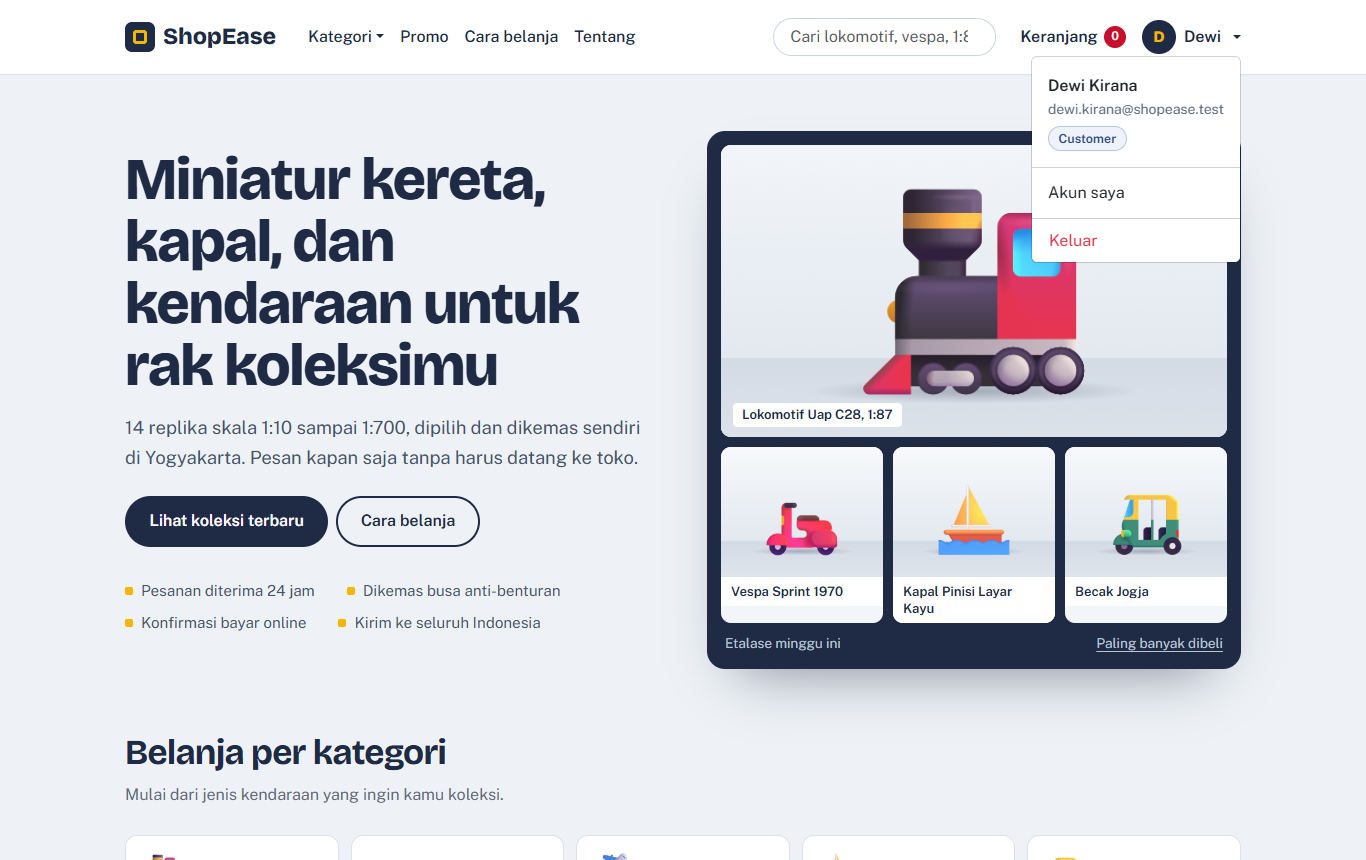 ShopEase
Kategori
Promo
Cara belanja
Tentang
Cari lokomotif, vespa, 1:8
Keranjang 0
D Dewi
Dewi Kirana
dewi.kirana@shopease.test
Customer
Akun saya
Keluar
Miniatur kereta,
kapal, dan
kendaraan untuk
rak koleksimu
14 replika skala 1:10 sampai 1:700, dipilih dan dikemas sendiri
di Yogyakarta. Pesan kapan saja tanpa harus datang ke toko.
Lihat koleksi terbaru
Cara belanja
Pesanan diterima 24 jam
Dikemas busa anti-benturan
Konfirmasi bayar online
Kirim ke seluruh Indonesia
Lokomotif Uap C28, 1:87
Vespa Sprint 1970
Kapal Pinisi Layar
Kayu
Becak Jogja
Etalase minggu ini
Paling banyak dibeli
Belanja per kategori
Mulai dari jenis kendaraan yang ingin kamu koleksi.